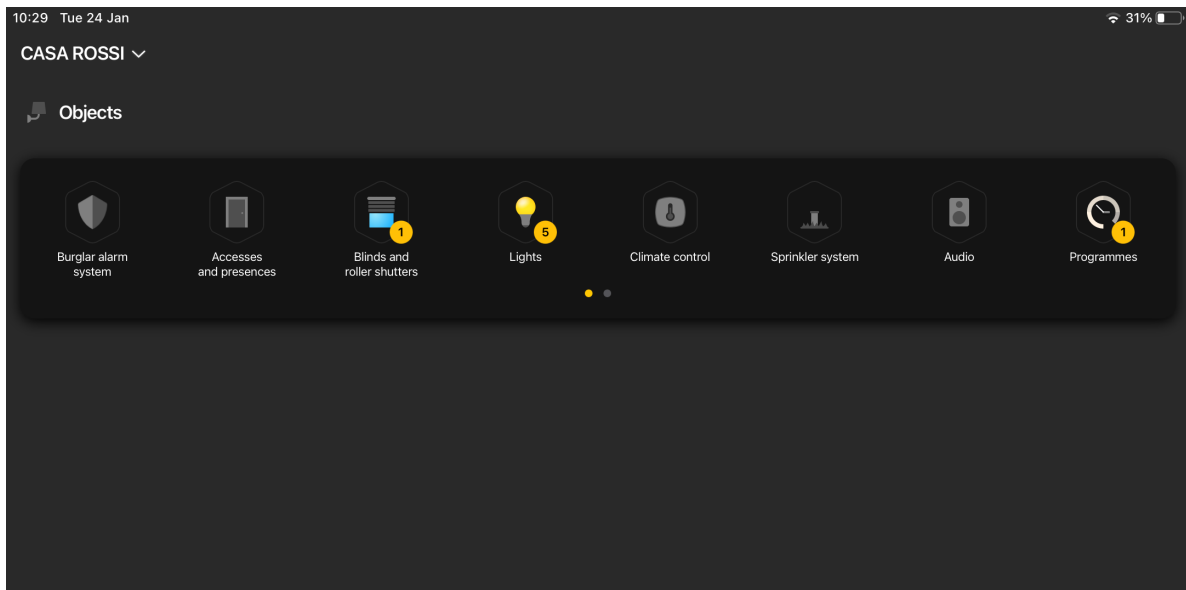 10:29 Tue 24 Jan
31%
CASA ROSSI
Objects
1
5
1
Burglar alarm
system
Accesses
and presences
Blinds and
roller shutters
Lights
Climate control
Sprinkler system
Audio
Programmes